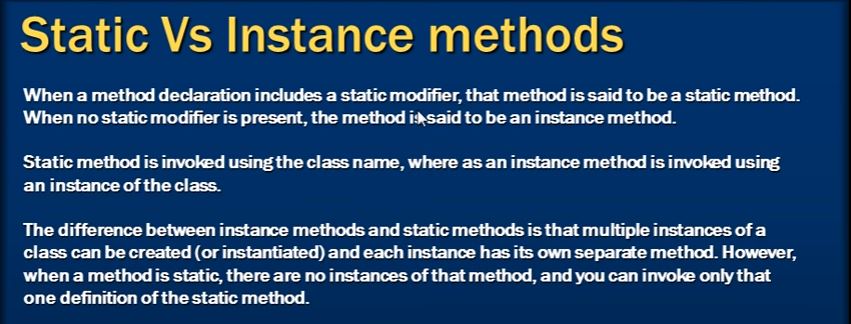 Static Vs Instance methods
When a method declaration includes a static modifier, that method is said to be a static method.
When no static modifier is present, the method is said to be an instance method.
Static method is invoked using the class name, where as an instance method is invoked using
an instance of the class.
The difference between instance methods and static methods is that multiple instances of a
class can be created (or instantiated) and each instance has its own separate method. However,
when a method is static, there are no instances of that method, and you can invoke only that
one definition of the static method.